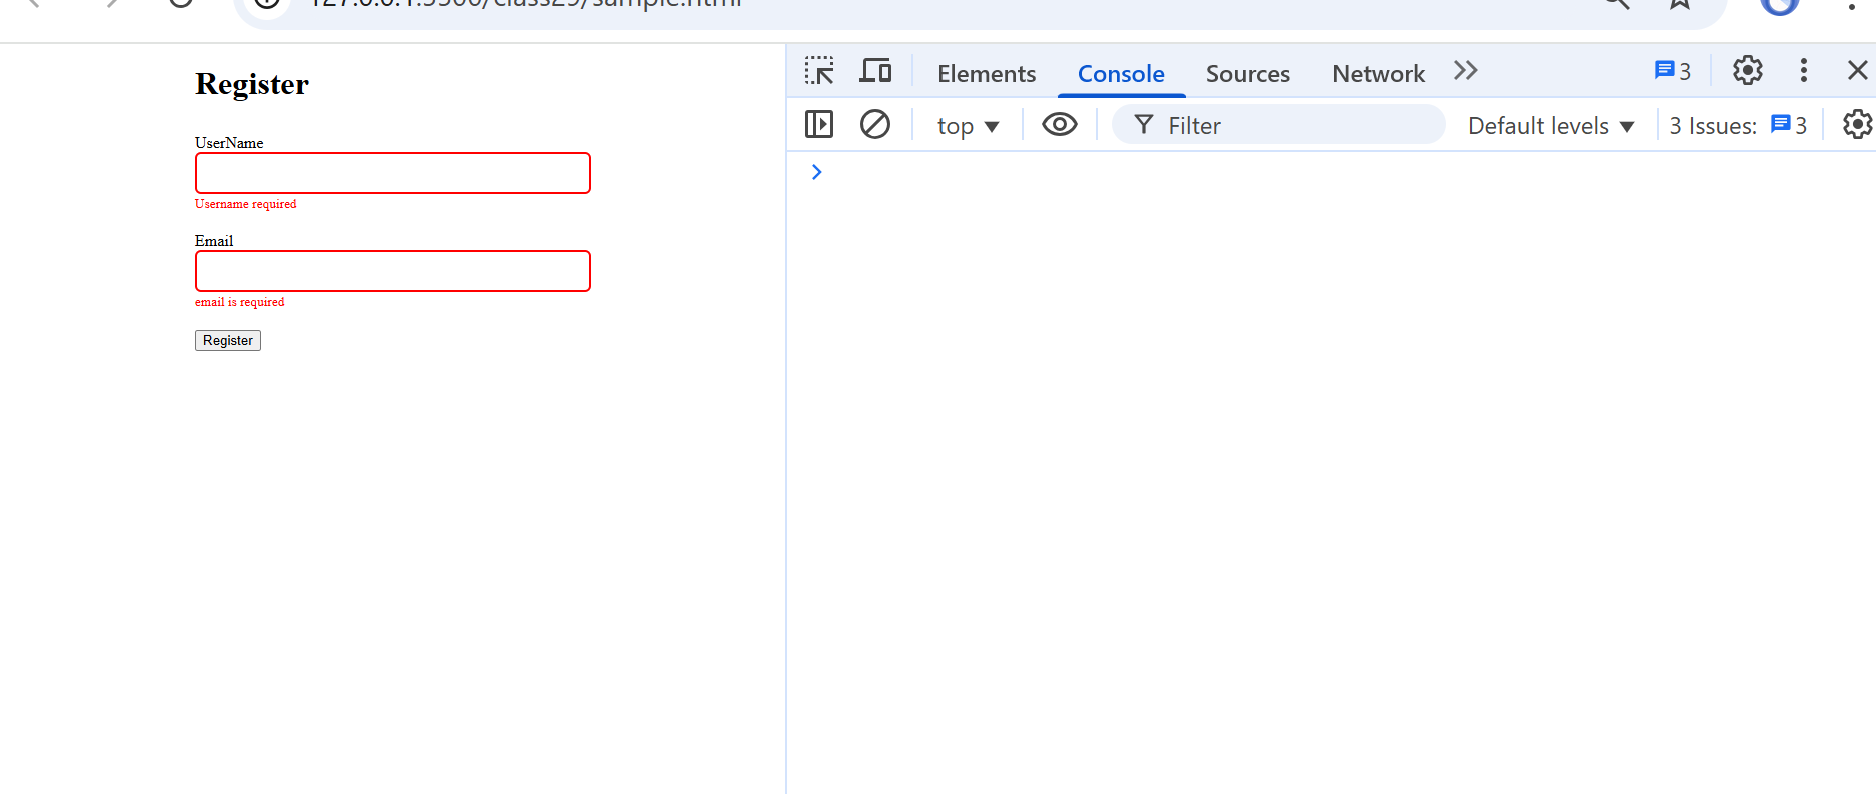 127.0.0.1:5500/class29/sample.html
Elements Console Sources Network 3
top Filter Default levels 3 Issues: 3
Register
UserName
Username required
Email
email is required
Register